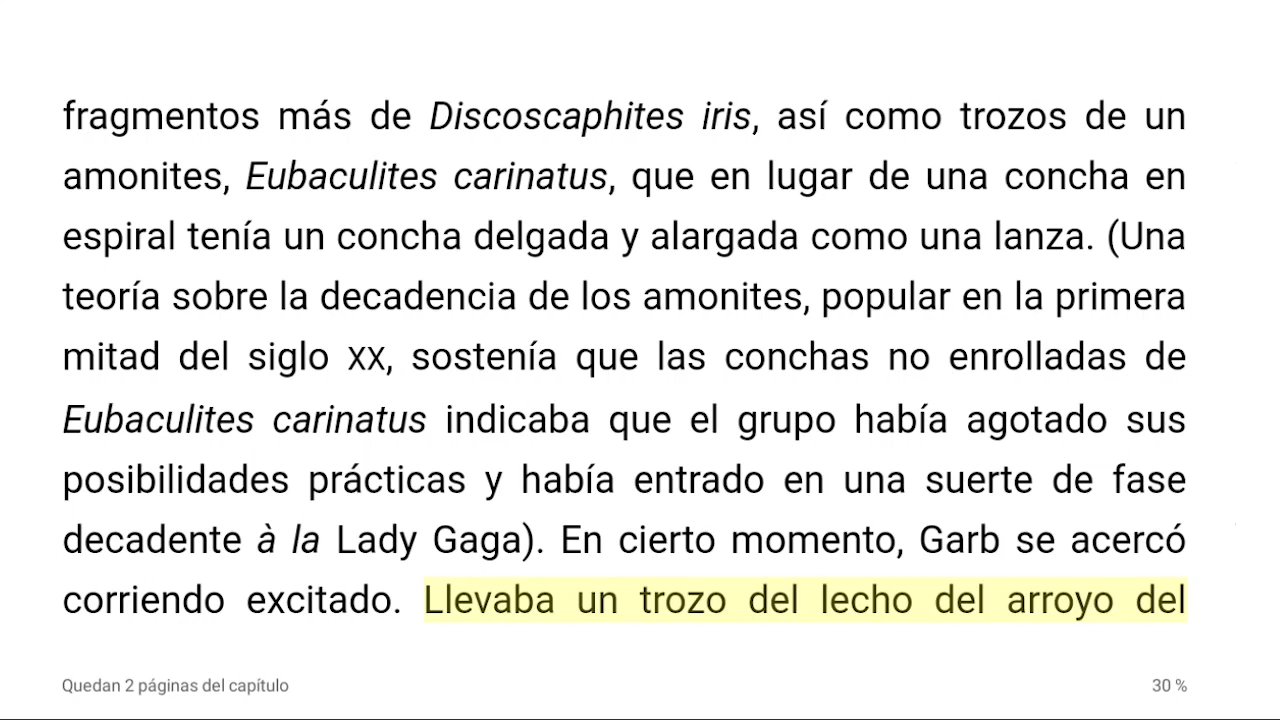 fragmentos más de Discoscaphites iris, así como trozos de un
amonites, Eubaculites carinatus, que en lugar de una concha en
espiral tenía un concha delgada y alargada como una lanza. (Una
teoría sobre la decadencia de los amonites, popular en la primera
mitad del siglo XX, sostenía que las conchas no enrolladas de
Eubaculites carinatus indicaba que el grupo había agotado sus
posibilidades prácticas y había entrado en una suerte de fase
decadente à la Lady Gaga). En cierto momento, Garb se acercó
corriendo excitado. Llevaba un trozo del lecho del arroyo del
Quedan 2 páginas del capítulo
30 %